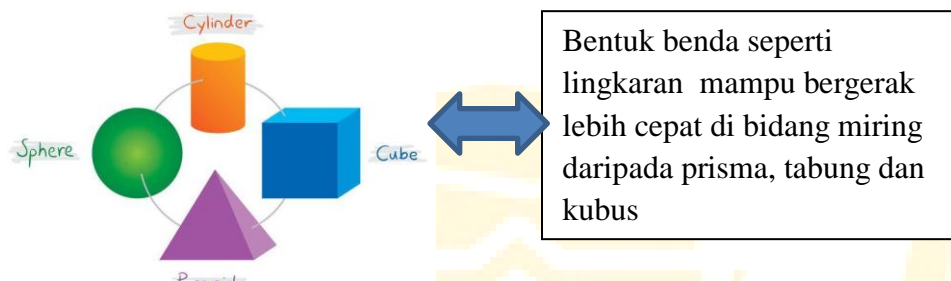 Cylinder
Sphere
Cube
Bentuk benda seperti
lingkaran mampu bergerak
lebih cepat di bidang miring
daripada prisma, tabung dan
kubus